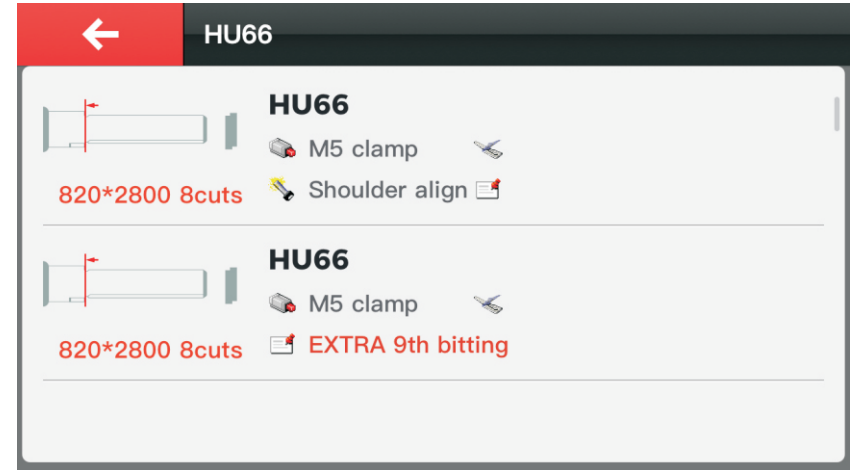 HU66
HU66
M5 clamp
820*2800 8cuts
Shoulder align
HU66
M5 clamp
820*2800 8cuts
EXTRA 9th bitting